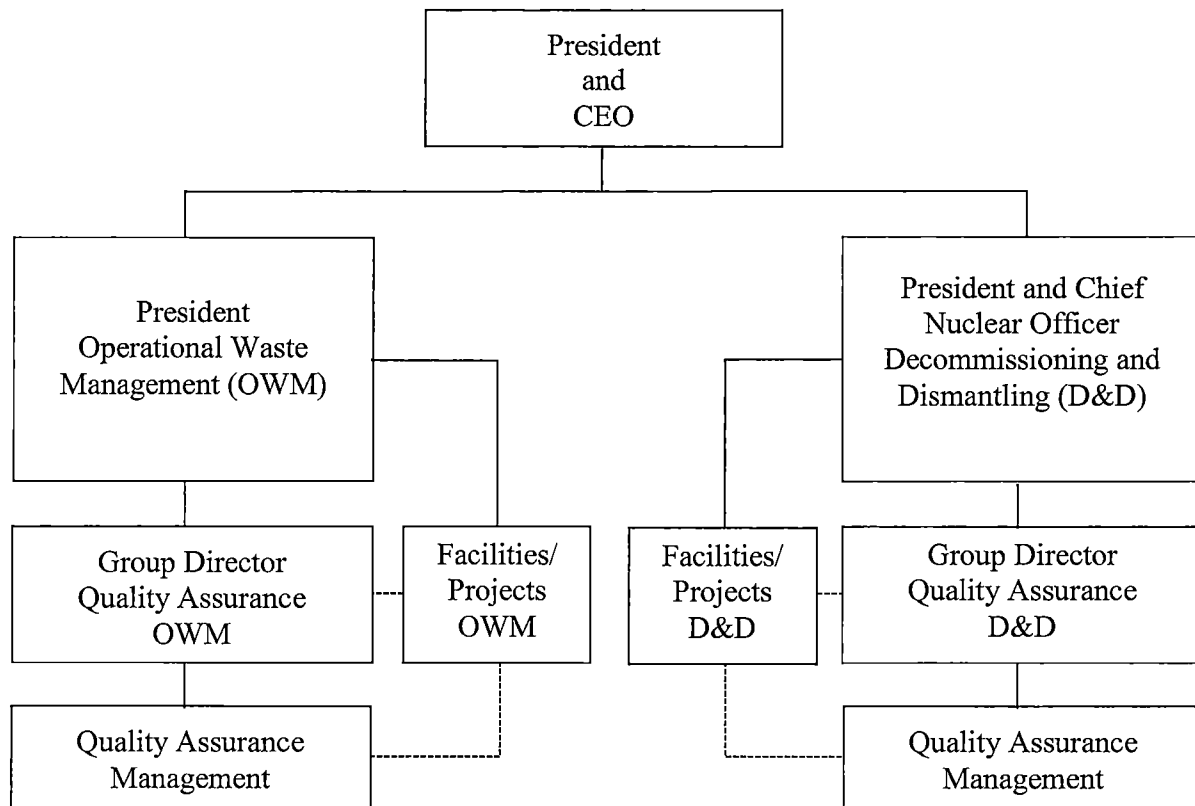 President
and
CEO
President
Operational Waste
Management (OWM)
President and Chief
Nuclear Officer
Decommissioning and
Dismantling (D&D)
Group Director
Quality Assurance
OWM
Facilities/
Projects
OWM
Facilities/
Projects
D&D
Group Director
Quality Assurance
D&D
Quality Assurance
Management
Quality Assurance
Management